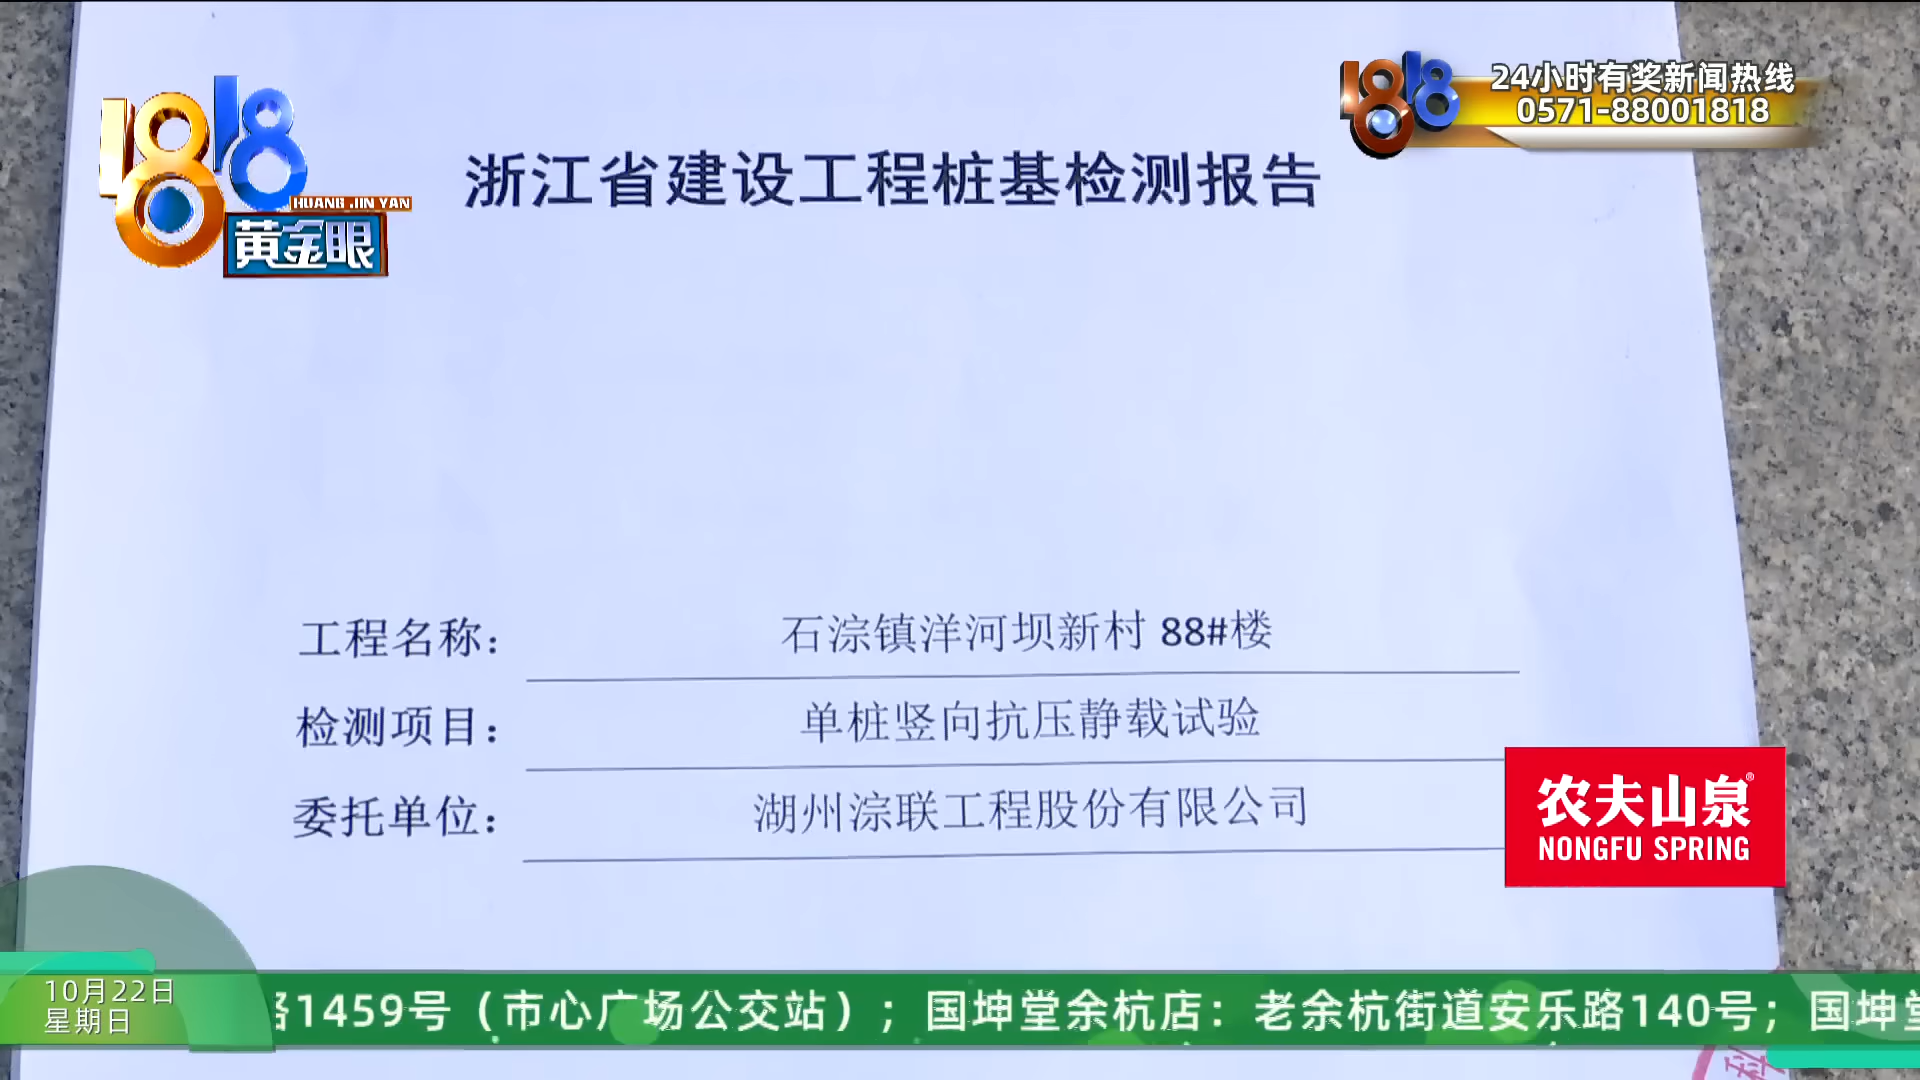 1818
HUANG JIN YAN
黄金眼
1818
24小时有奖新闻热线
0571-88001818
浙江省建设工程桩基检测报告
工程名称： 石淙镇洋河坝新村 88#楼
检测项目： 单桩竖向抗压静载试验
委托单位： 湖州淙联工程股份有限公司
农夫山泉®
NONGFU SPRING
10月22日
星期日
路1459号（市心广场公交站）；国坤堂余杭店：老余杭街道安乐路140号；国坤堂